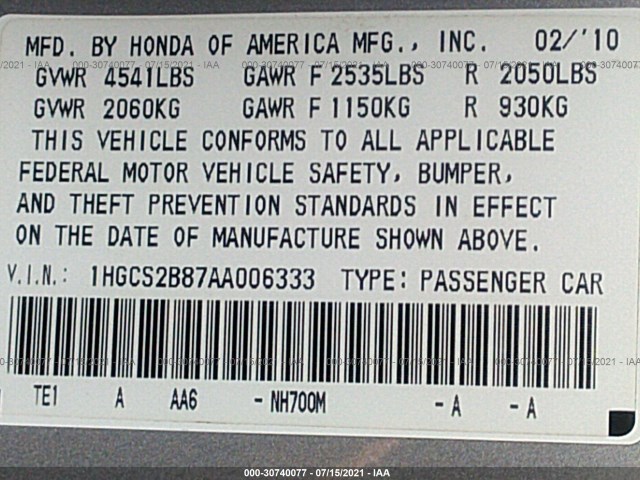 MFD. BY HONDA OF AMERICA MFG., INC. 02/'10
GVWR 4541LBS GAWR F 2535LBS R 2050LBS
GVWR 2060KG GAWR F 1150KG R 930KG
THIS VEHICLE CONFORMS TO ALL APPLICABLE
FEDERAL MOTOR VEHICLE SAFETY, BUMPER,
AND THEFT PREVENTION STANDARDS IN EFFECT
ON THE DATE OF MANUFACTURE SHOWN ABOVE.
V.I.N.: 1HGCS2B87AA006333 TYPE: PASSENGER CAR
TE1 A AA6 - NH700M - A - A
000-30740077 - 07/15/2021 - IAA